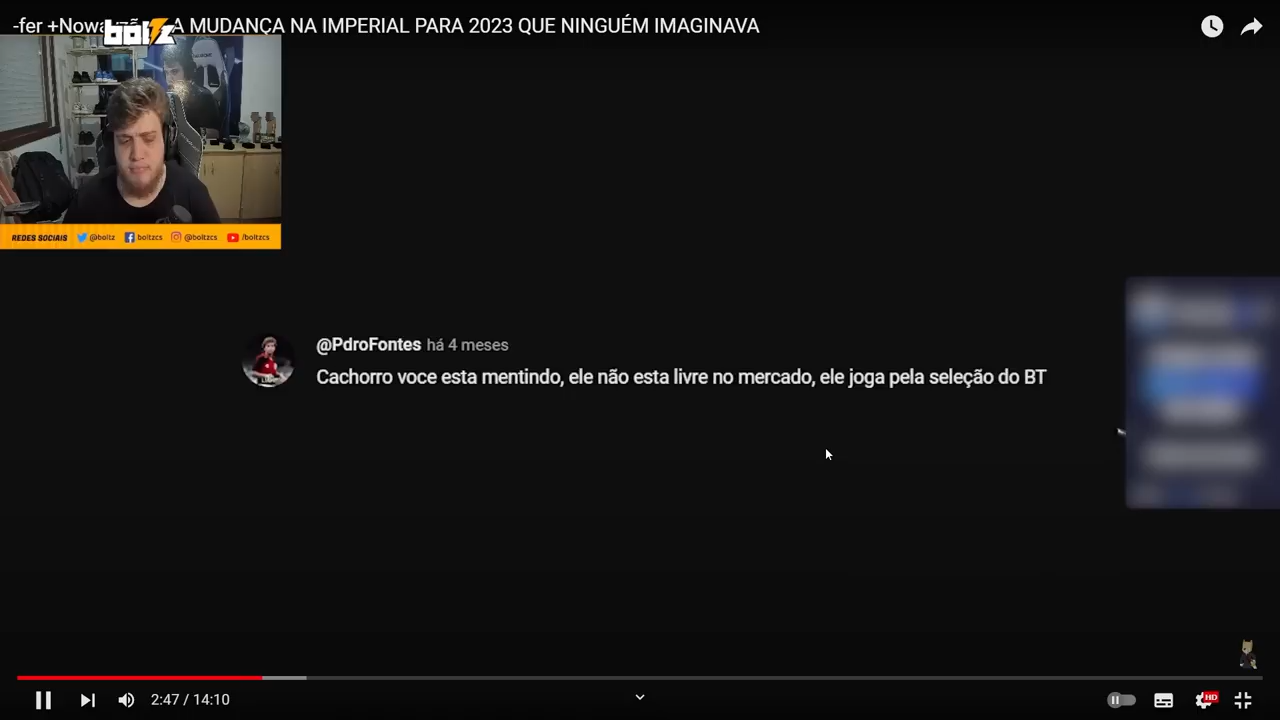 -fer +Nowa
A MUDANÇA NA IMPERIAL PARA 2023 QUE NINGUÉM IMAGINAVA
boltz
REDES SOCIAIS @boltz boltzcs @boltzcs /boltzcs
@PdroFontes há 4 meses
Cachorro voce esta mentindo, ele não esta livre no mercado, ele joga pela seleção do BT
2:47 / 14:10
HD